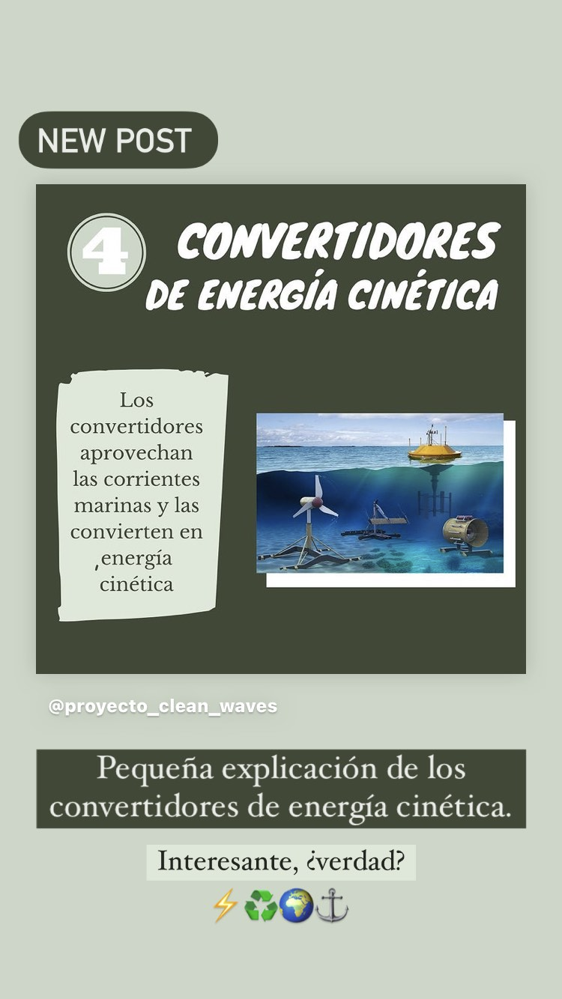 NEW POST
4
CONVERTIDORES
DE ENERGÍA CINÉTICA
Los
convertidores
aprovechan
las corrientes
marinas y las
convierten en
,energía
cinética
@proyecto_clean_waves
Pequeña explicación de los
convertidores de energía cinética.
Interesante, ¿verdad?
⚡♻️🌍⚓